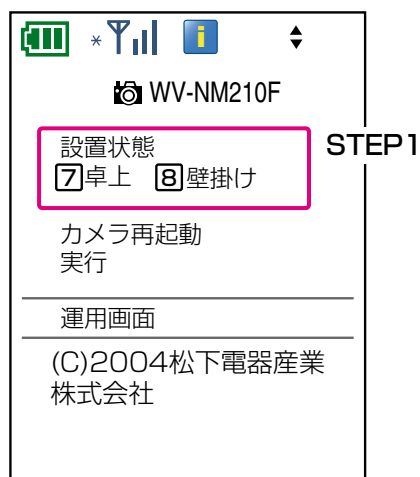 WV-NM210F
設置状態
STEP1
7卓上 8壁掛け
カメラ再起動
実行
運用画面
(C)2004松下電器産業
株式会社